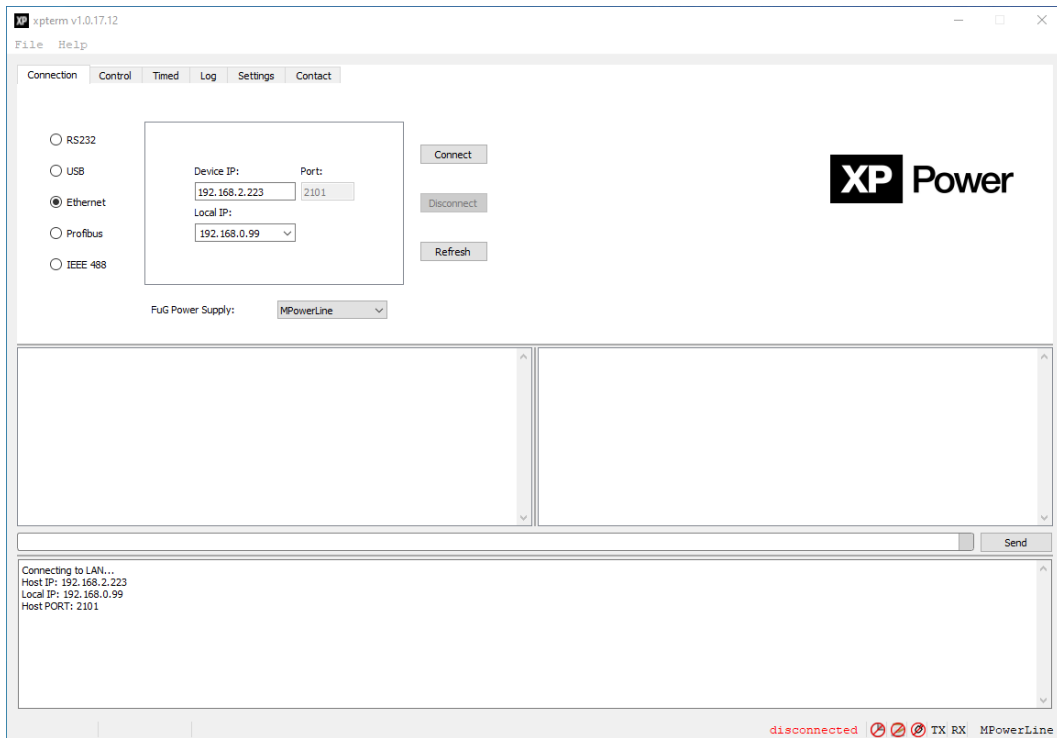 XP xpterm v1.0.17.12
File Help
Connection Control Timed Log Settings Contact
RS232
USB
Ethernet
Profibus
IEEE 488
Device IP: Port:
192.168.2.223 2101
Local IP:
192.168.0.99
Connect
Disconnect
Refresh
XP Power
FuG Power Supply: MPowerLine
Send
Connecting to LAN...
Host IP: 192.168.2.223
Local IP: 192.168.0.99
Host PORT: 2101
disconnected TX RX MPowerLine